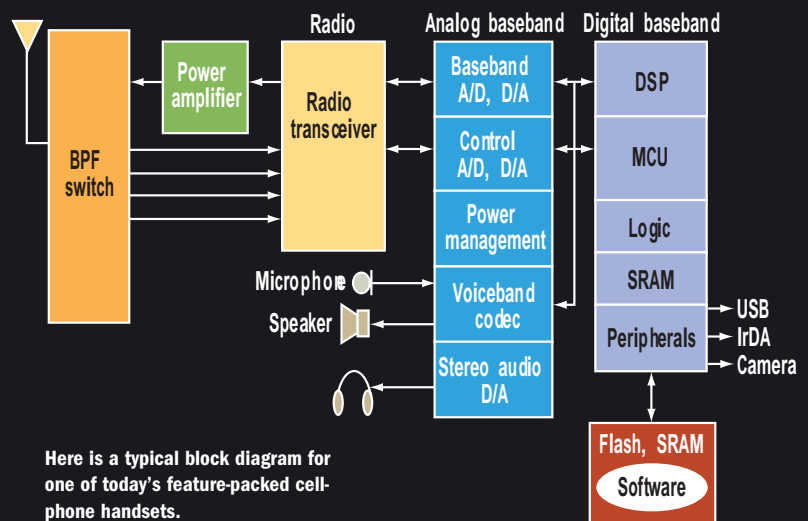 Radio
Analog baseband
Digital baseband
Power
amplifier
Radio
transceiver
BPF
switch
Baseband
A/D, D/A
Control
A/D, D/A
Power
management
Voiceband
codec
Stereo audio
D/A
DSP
MCU
Logic
SRAM
Peripherals
Microphone
Speaker
USB
IrDA
Camera
Flash, SRAM
Software
Here is a typical block diagram for
one of today's feature-packed cell-
phone handsets.